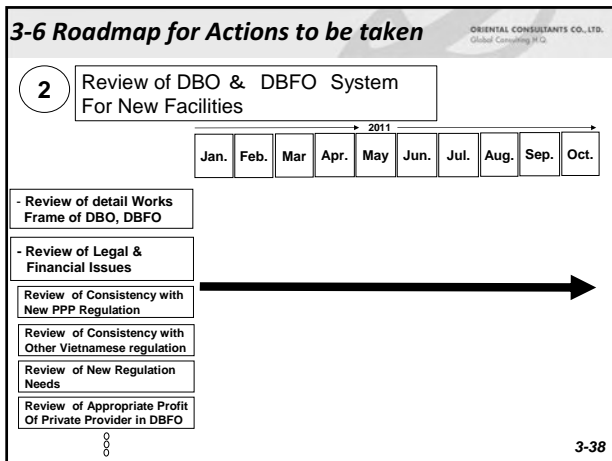 3-6 Roadmap for Actions to be taken
ORIENTAL CONSULTANTS CO., LTD.
Global Consulting H.Q.
2
Review of DBO & DBFO System
For New Facilities
2011
Jan. Feb. Mar Apr. May Jun. Jul. Aug. Sep. Oct.
- Review of detail Works
Frame of DBO, DBFO
- Review of Legal &
Financial Issues
Review of Consistency with
New PPP Regulation
Review of Consistency with
Other Vietnamese regulation
Review of New Regulation
Needs
Review of Appropriate Profit
Of Private Provider in DBFO
3-38